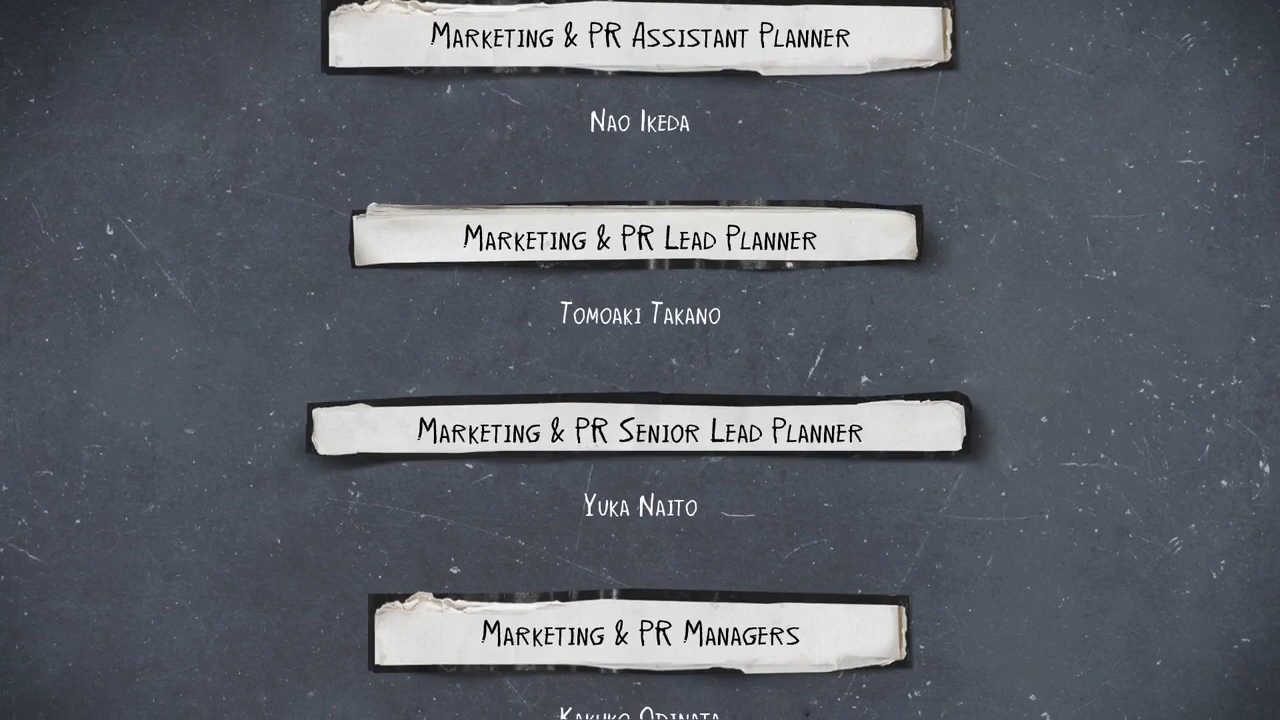 Marketing & PR Assistant Planner
Nao Ikeda
Marketing & PR Lead Planner
Tomoaki Takano
Marketing & PR Senior Lead Planner
Yuka Naito
Marketing & PR Managers